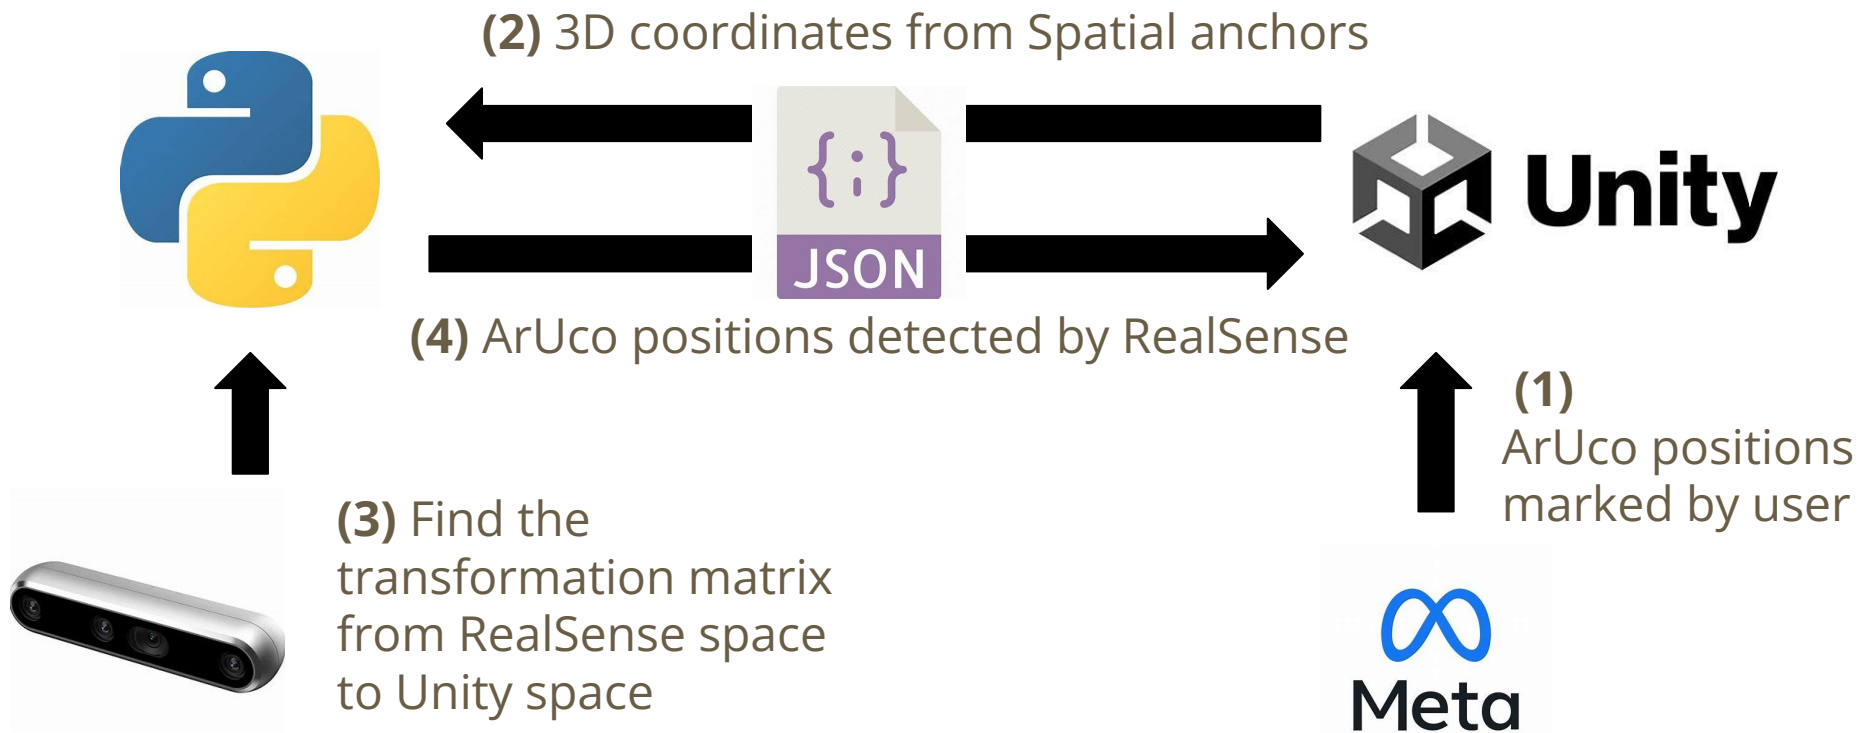 (2) 3D coordinates from Spatial anchors
{;}
JSON
Unity
(4) ArUco positions detected by RealSense
(1)
ArUco positions
marked by user
(3) Find the
transformation matrix
from RealSense space
to Unity space
Meta